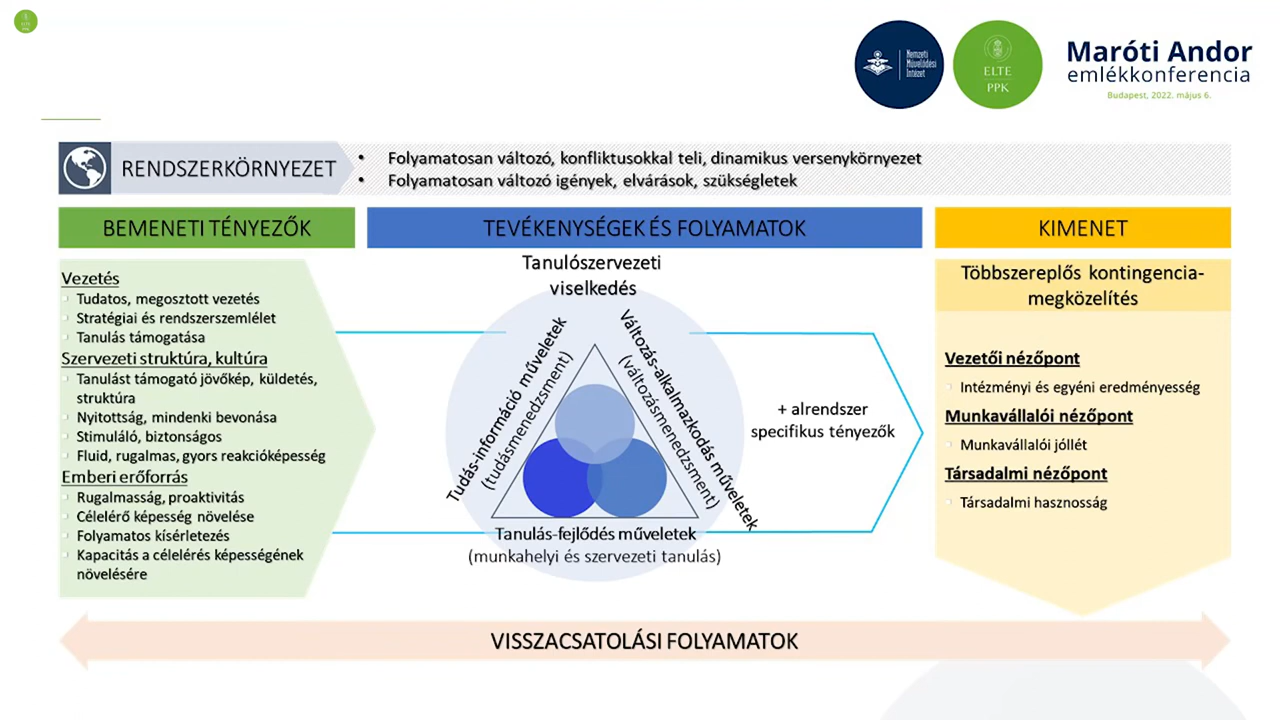 ELTE
PPK
Nemzeti
Művelődési
Intézet
ELTE
PPK
Maróti Andor
emlékkonferencia
Budapest, 2022. május 6.
RENDSZERKÖRNYEZET
• Folyamatosan változó, konfliktusokkal teli, dinamikus versenykörnyezet
• Folyamatosan változó igények, elvárások, szükségletek
BEMENETI TÉNYEZŐK
Vezetés
Tudatos, megosztott vezetés
Stratégiai és rendszerszemlélet
Tanulás támogatása
Szervezeti struktúra, kultúra
Tanulást támogató jövőkép, küldetés,
struktúra
Nyitottság, mindenki bevonása
Stimuláló, biztonságos
Fluid, rugalmas, gyors reakcióképesség
Emberi erőforrás
Rugalmasság, proaktivitás
Célelérő képesség növelése
Folyamatos kísérletezés
Kapacitás a célelérés képességének
növelésére
TEVÉKENYSÉGEK ÉS FOLYAMATOK
Tanulószervezeti
viselkedés
Tudás-információ műveletek
(tudásmenedzsment)
Változás-alkalmazkodás műveletek
(változásmenedzsment)
Tanulás-fejlődés műveletek
(munkahelyi és szervezeti tanulás)
+ alrendszer
specifikus tényezők
KIMENET
Többszereplős kontingencia-
megközelítés
Vezetői nézőpont
Intézményi és egyéni eredményesség
Munkavállalói nézőpont
Munkavállalói jóllét
Társadalmi nézőpont
Társadalmi hasznosság
VISSZACSATOLÁSI FOLYAMATOK